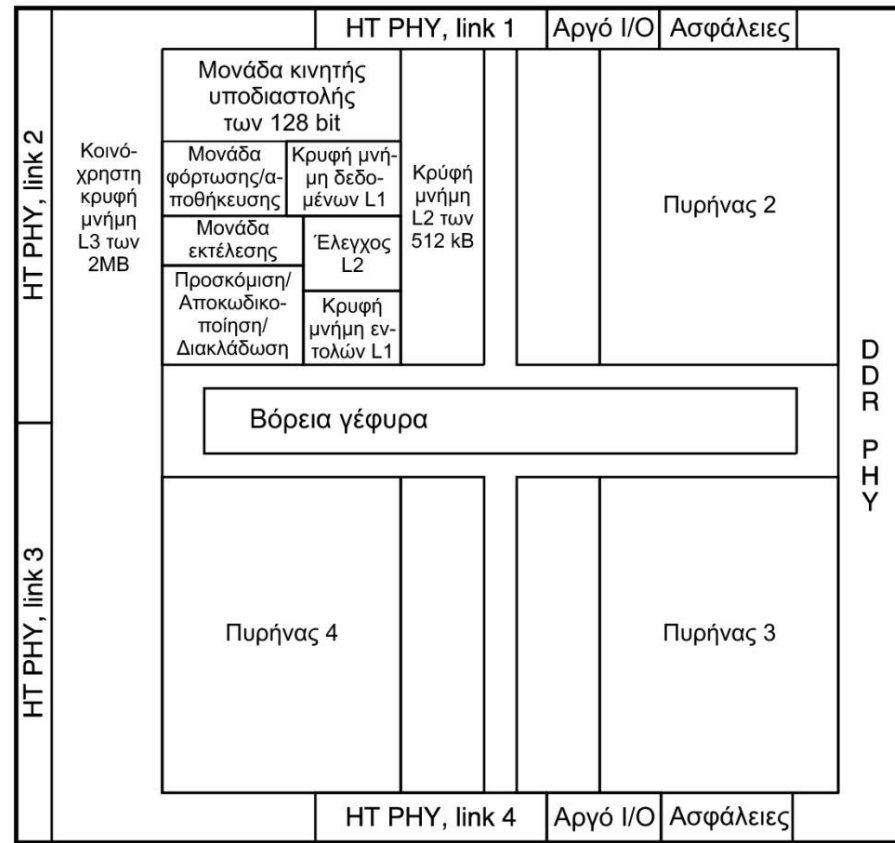 HT PHY, link 1
Αργό I/O
Ασφάλειες
HT PHY, link 2
Κοινό-
χρηστη
κρυφή
μνήμη
L3 των
2MB
Μονάδα κινητής
υποδιαστολής
των 128 bit
Μονάδα
φόρτωσης/α-
ποθήκευσης
Κρυφή μνή-
μη δεδο-
μένων L1
Μονάδα
εκτέλεσης
Έλεγχος
L2
Προσκόμιση/
Αποκωδικο-
ποίηση/
Διακλάδωση
Κρυφή
μνήμη εν-
τολών L1
Κρύφή
μνήμη
L2 των
512 kB
Πυρήνας 2
Βόρεια γέφυρα
DDR PHY
HT PHY, link 3
Πυρήνας 4
Πυρήνας 3
HT PHY, link 4
Αργό I/O
Ασφάλειες